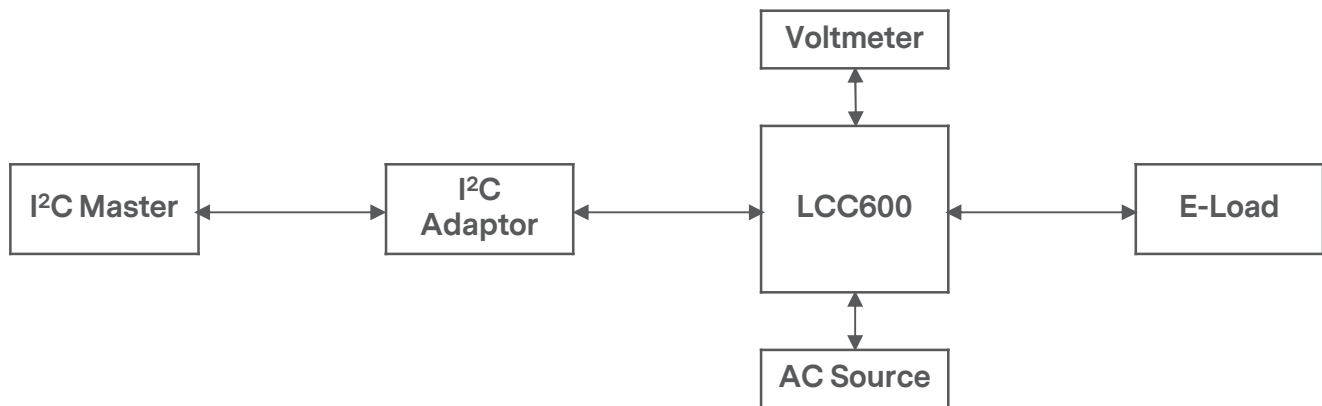 Voltmeter
I²C Master
I²C
Adaptor
LCC600
E-Load
AC Source